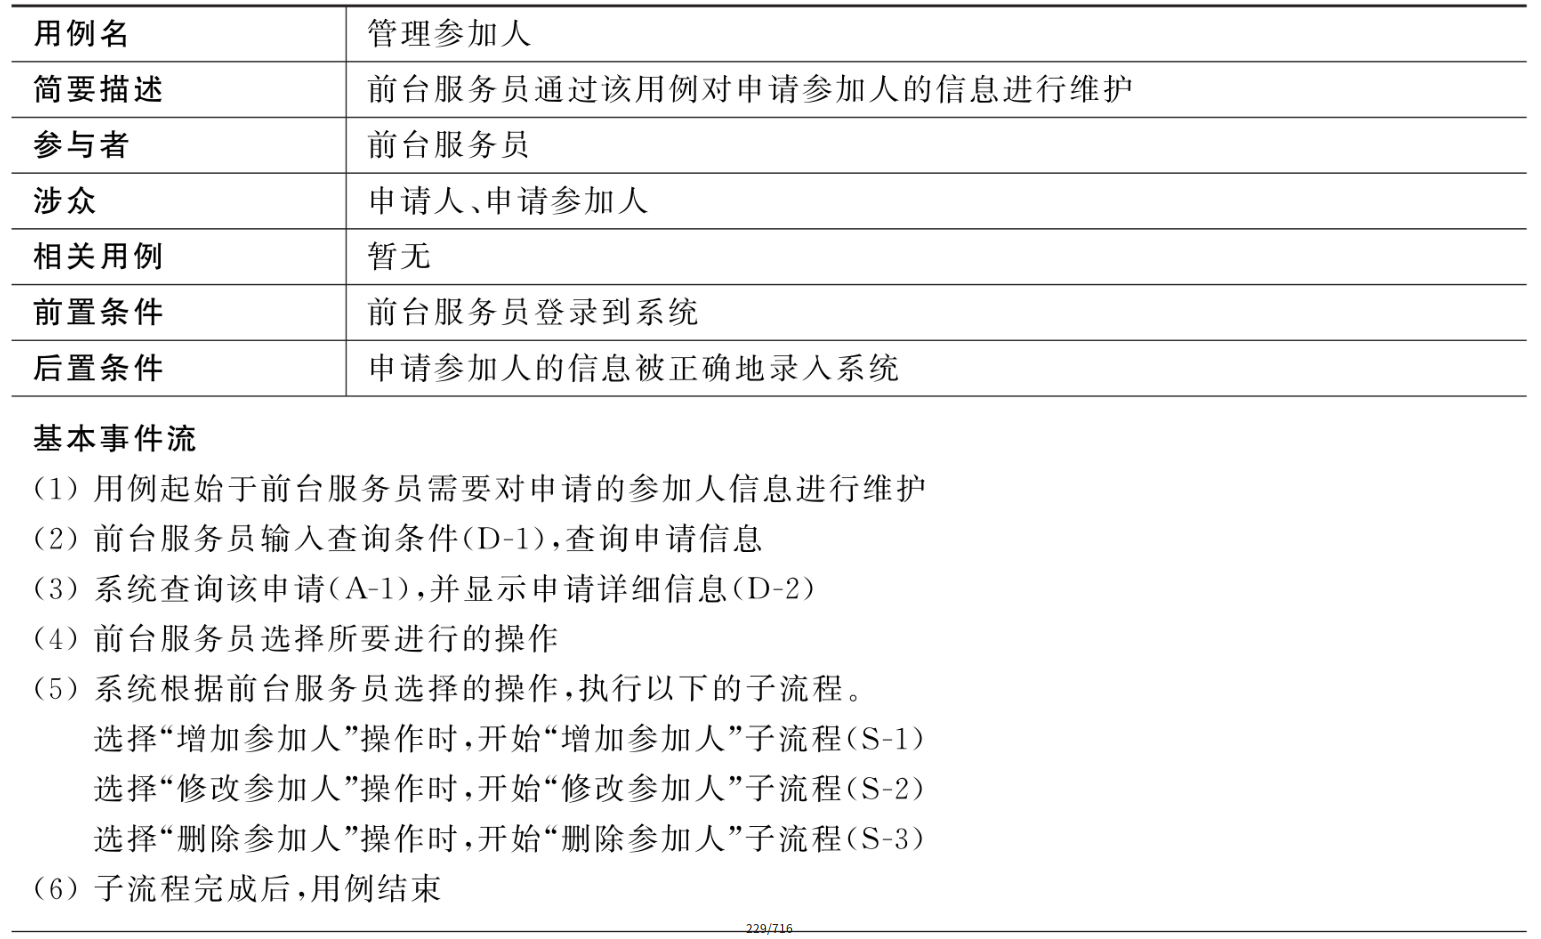 用例名 管理参加人
简要描述 前台服务员通过该用例对申请参加人的信息进行维护
参与者 前台服务员
涉众 申请人、申请参加人
相关用例 暂无
前置条件 前台服务员登录到系统
后置条件 申请参加人的信息被正确地录入系统
基本事件流
(1) 用例起始于前台服务员需要对申请的参加人信息进行维护
(2) 前台服务员输入查询条件(D-1),查询申请信息
(3) 系统查询该申请(A-1),并显示申请详细信息(D-2)
(4) 前台服务员选择所要进行的操作
(5) 系统根据前台服务员选择的操作,执行以下的子流程。
选择“增加参加人”操作时,开始“增加参加人”子流程(S-1)
选择“修改参加人”操作时,开始“修改参加人”子流程(S-2)
选择“删除参加人”操作时,开始“删除参加人”子流程(S-3)
(6) 子流程完成后,用例结束
229/716